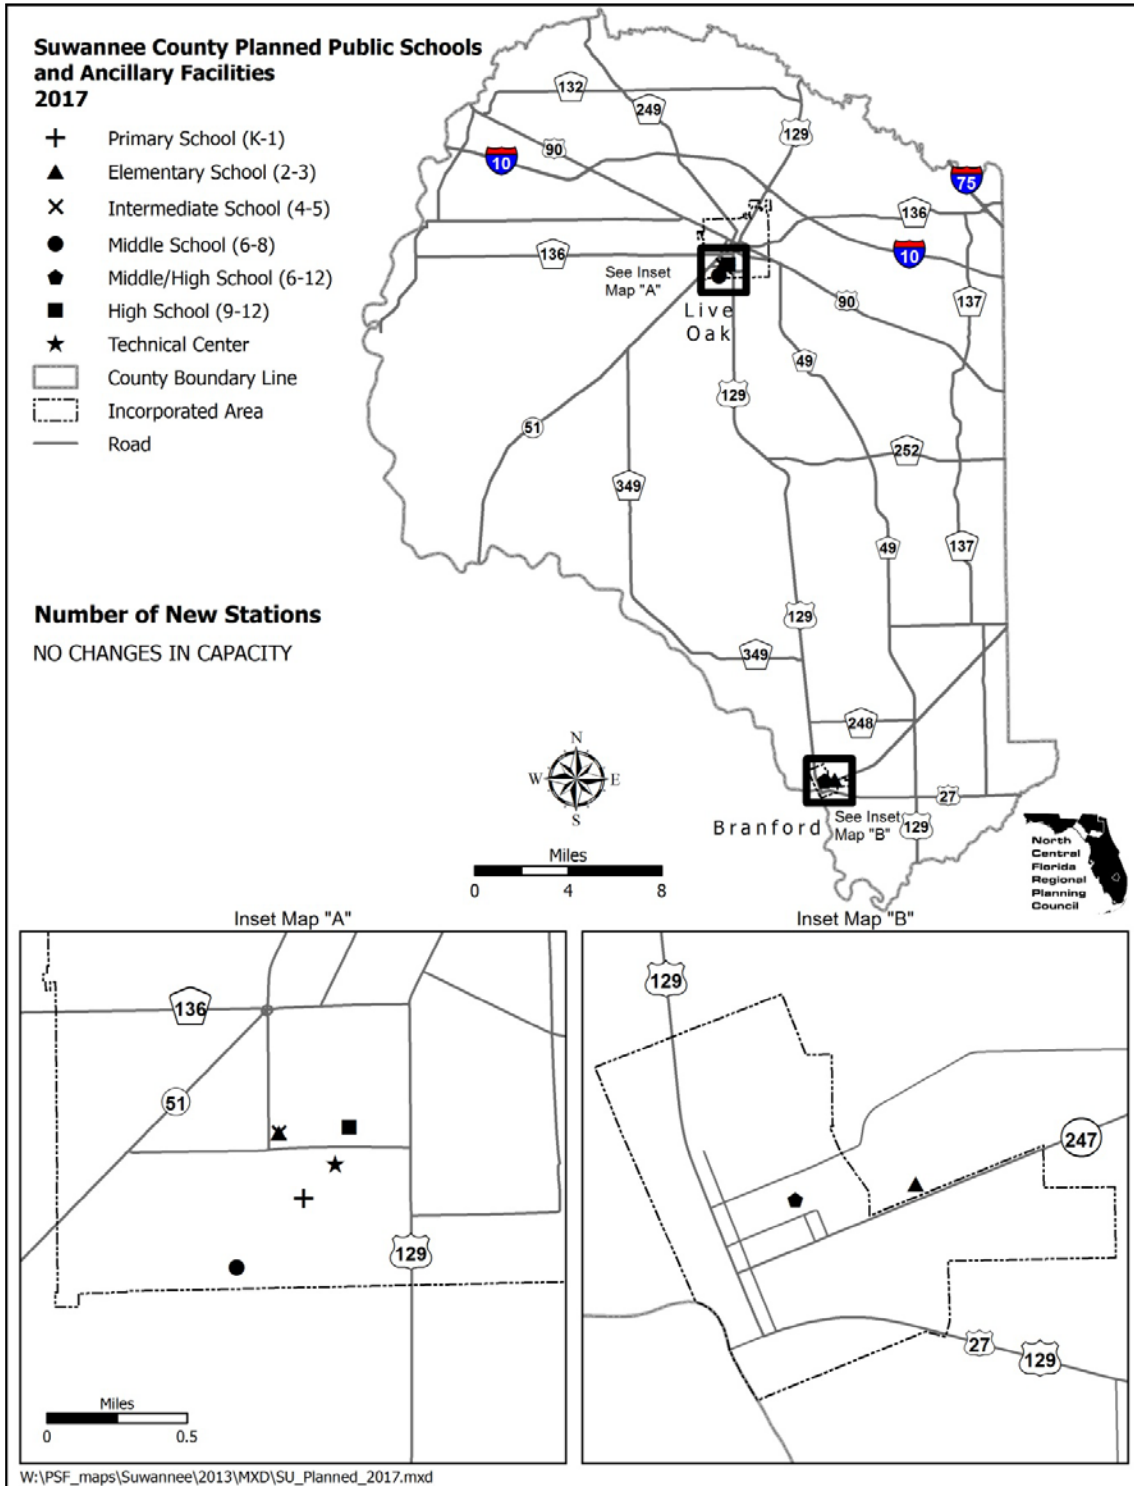 Suwannee County Planned Public Schools
and Ancillary Facilities
2017
Primary School (K-1)
Elementary School (2-3)
Intermediate School (4-5)
Middle School (6-8)
Middle/High School (6-12)
High School (9-12)
Technical Center
County Boundary Line
Incorporated Area
Road
132
249
129
90
10
75
136
136
10
See Inset
Map "A"
Live
Oak
90
137
49
129
51
252
349
49
137
129
349
248
Number of New Stations
NO CHANGES IN CAPACITY
N
W
E
S
27
See Inset
Map "B"
129
Branford
Miles
0
4
8
North
Central
Florida
Regional
Planning
Council
Inset Map "A"
136
51
129
Miles
0
0.5
Inset Map "B"
129
247
27
129
W:\PSF_maps\Suwannee\2013\MXD\SU_Planned_2017.mxd